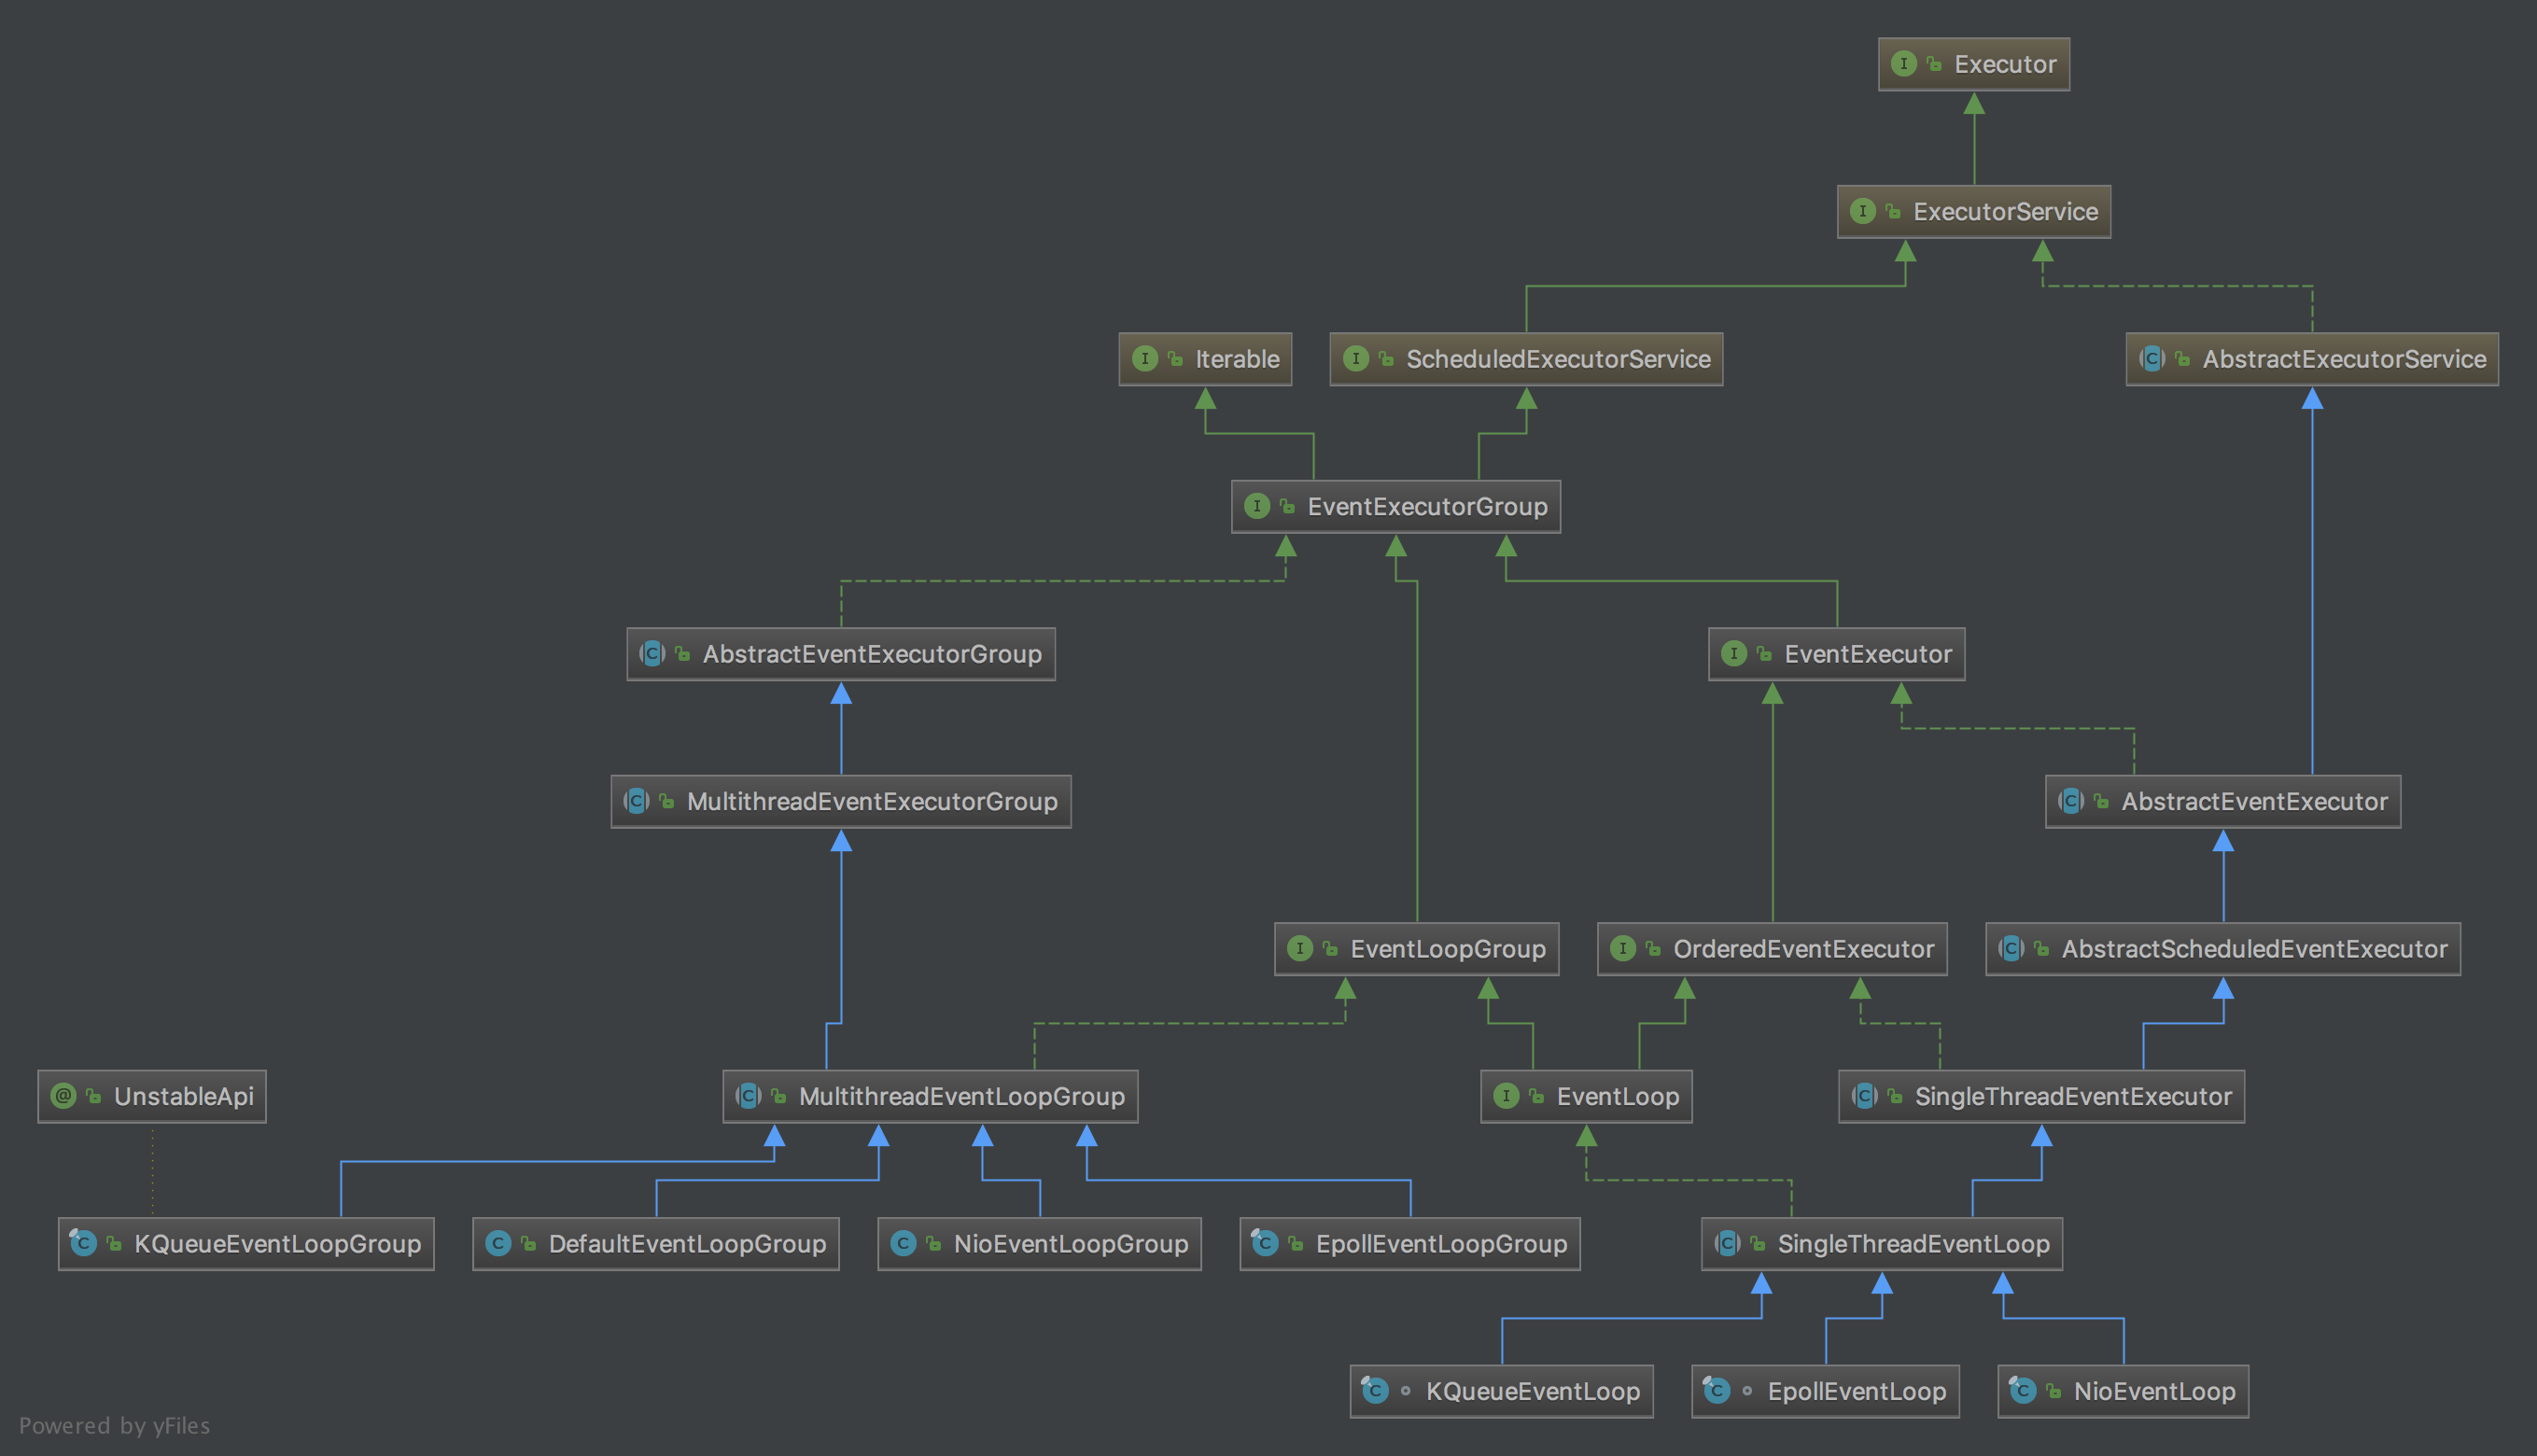 I Executor
I ExecutorService
I Iterable
I ScheduledExecutorService
C AbstractExecutorService
I EventExecutorGroup
C AbstractEventExecutorGroup
I EventExecutor
C MultithreadEventExecutorGroup
C AbstractEventExecutor
I EventLoopGroup
I OrderedEventExecutor
C AbstractScheduledEventExecutor
@ UnstableApi
C MultithreadEventLoopGroup
I EventLoop
C SingleThreadEventExecutor
C KQueueEventLoopGroup
C DefaultEventLoopGroup
C NioEventLoopGroup
C EpollEventLoopGroup
C SingleThreadEventLoop
C KQueueEventLoop
C EpollEventLoop
C NioEventLoop
Powered by yFiles